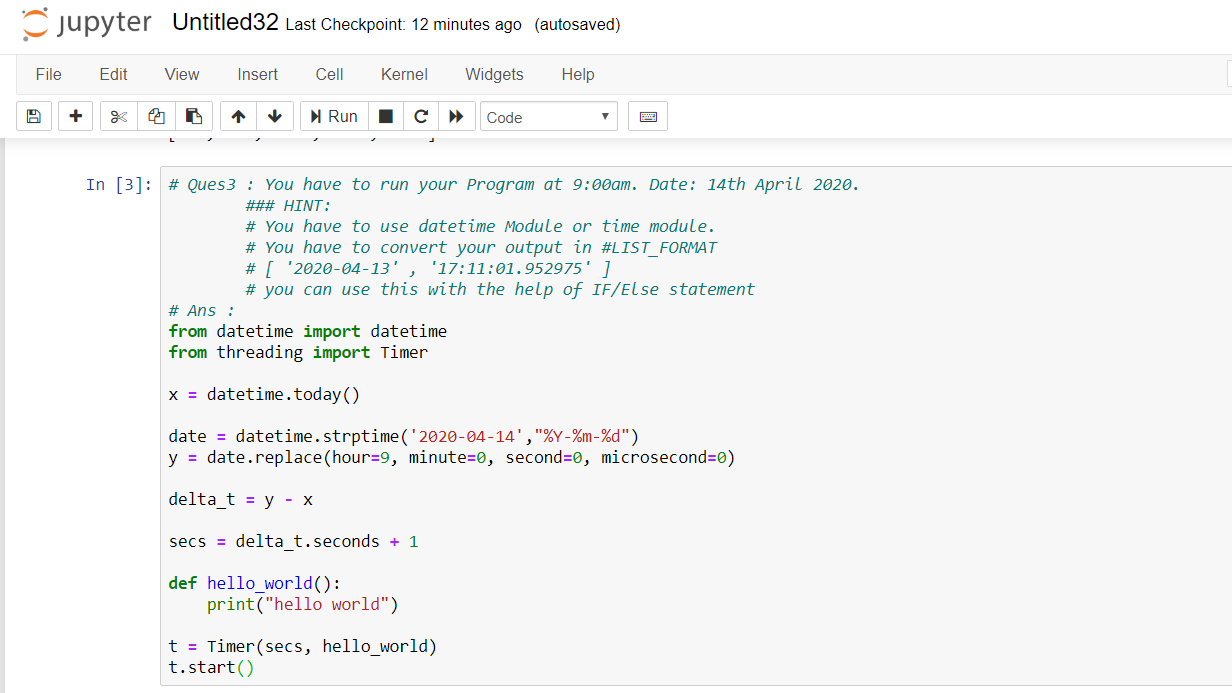 jupyter Untitled32 Last Checkpoint: 12 minutes ago (autosaved)
File Edit View Insert Cell Kernel Widgets Help
Run Code
In [3]: # Ques3 : You have to run your Program at 9:00am. Date: 14th April 2020.
### HINT:
# You have to use datetime Module or time module.
# You have to convert your output in #LIST_FORMAT
# [ '2020-04-13' , '17:11:01.952975' ]
# you can use this with the help of IF/Else statement
# Ans :
from datetime import datetime
from threading import Timer
x = datetime.today()
date = datetime.strptime('2020-04-14',"%Y-%m-%d")
y = date.replace(hour=9, minute=0, second=0, microsecond=0)
delta_t = y - x
secs = delta_t.seconds + 1
def hello_world():
    print("hello world")
t = Timer(secs, hello_world)
t.start()